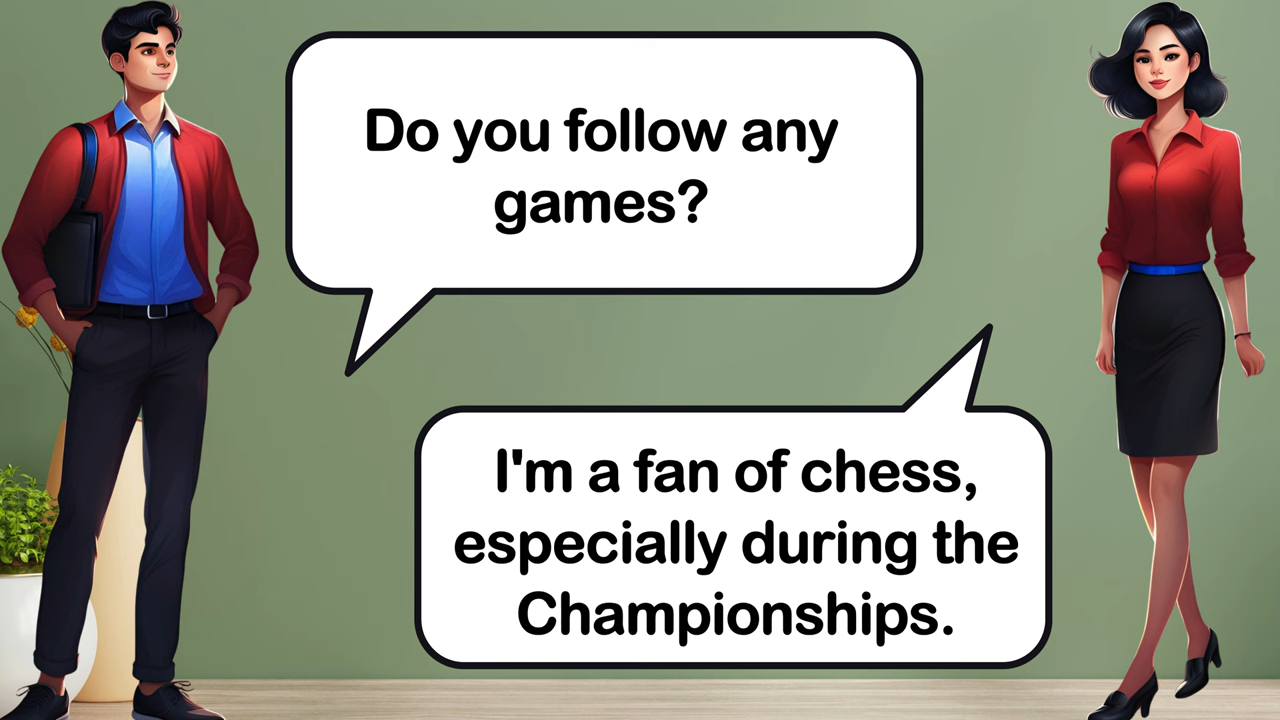 Do you follow any
games?
I'm a fan of chess,
especially during the
Championships.